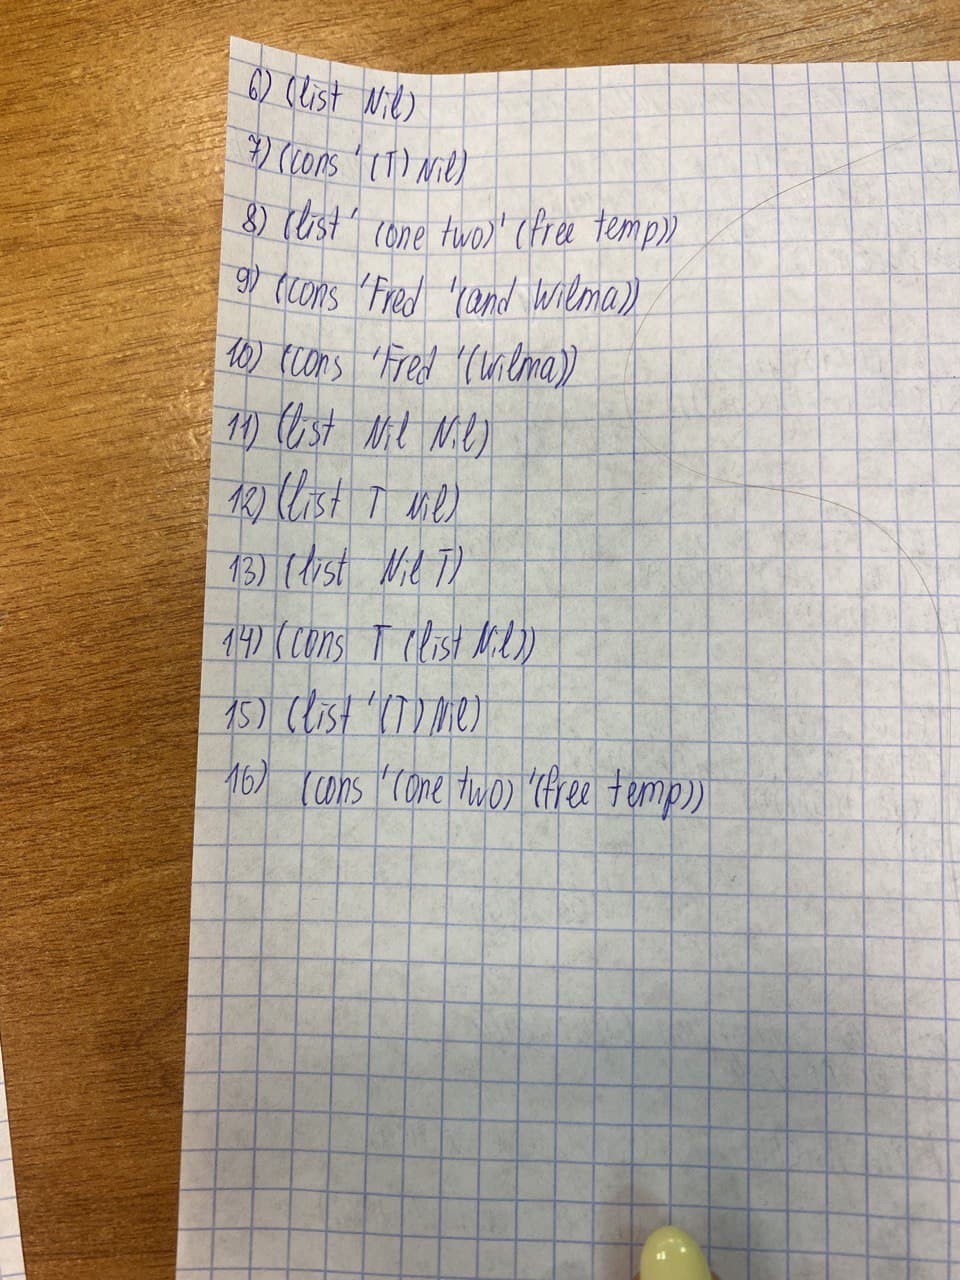 6) (list Nil)
7) (cons '(T) Nil)
8) (list' (one two)' (free temp))
9) (cons 'Fred '(and Wilma))
10) (cons 'Fred '(Wilma))
11) (list Nil Nil)
12) (list T Nil)
13) (list Nil T)
14) (cons T (list Nil))
15) (list '(T) Nil)
16) (cons '(one two) '(free temp))